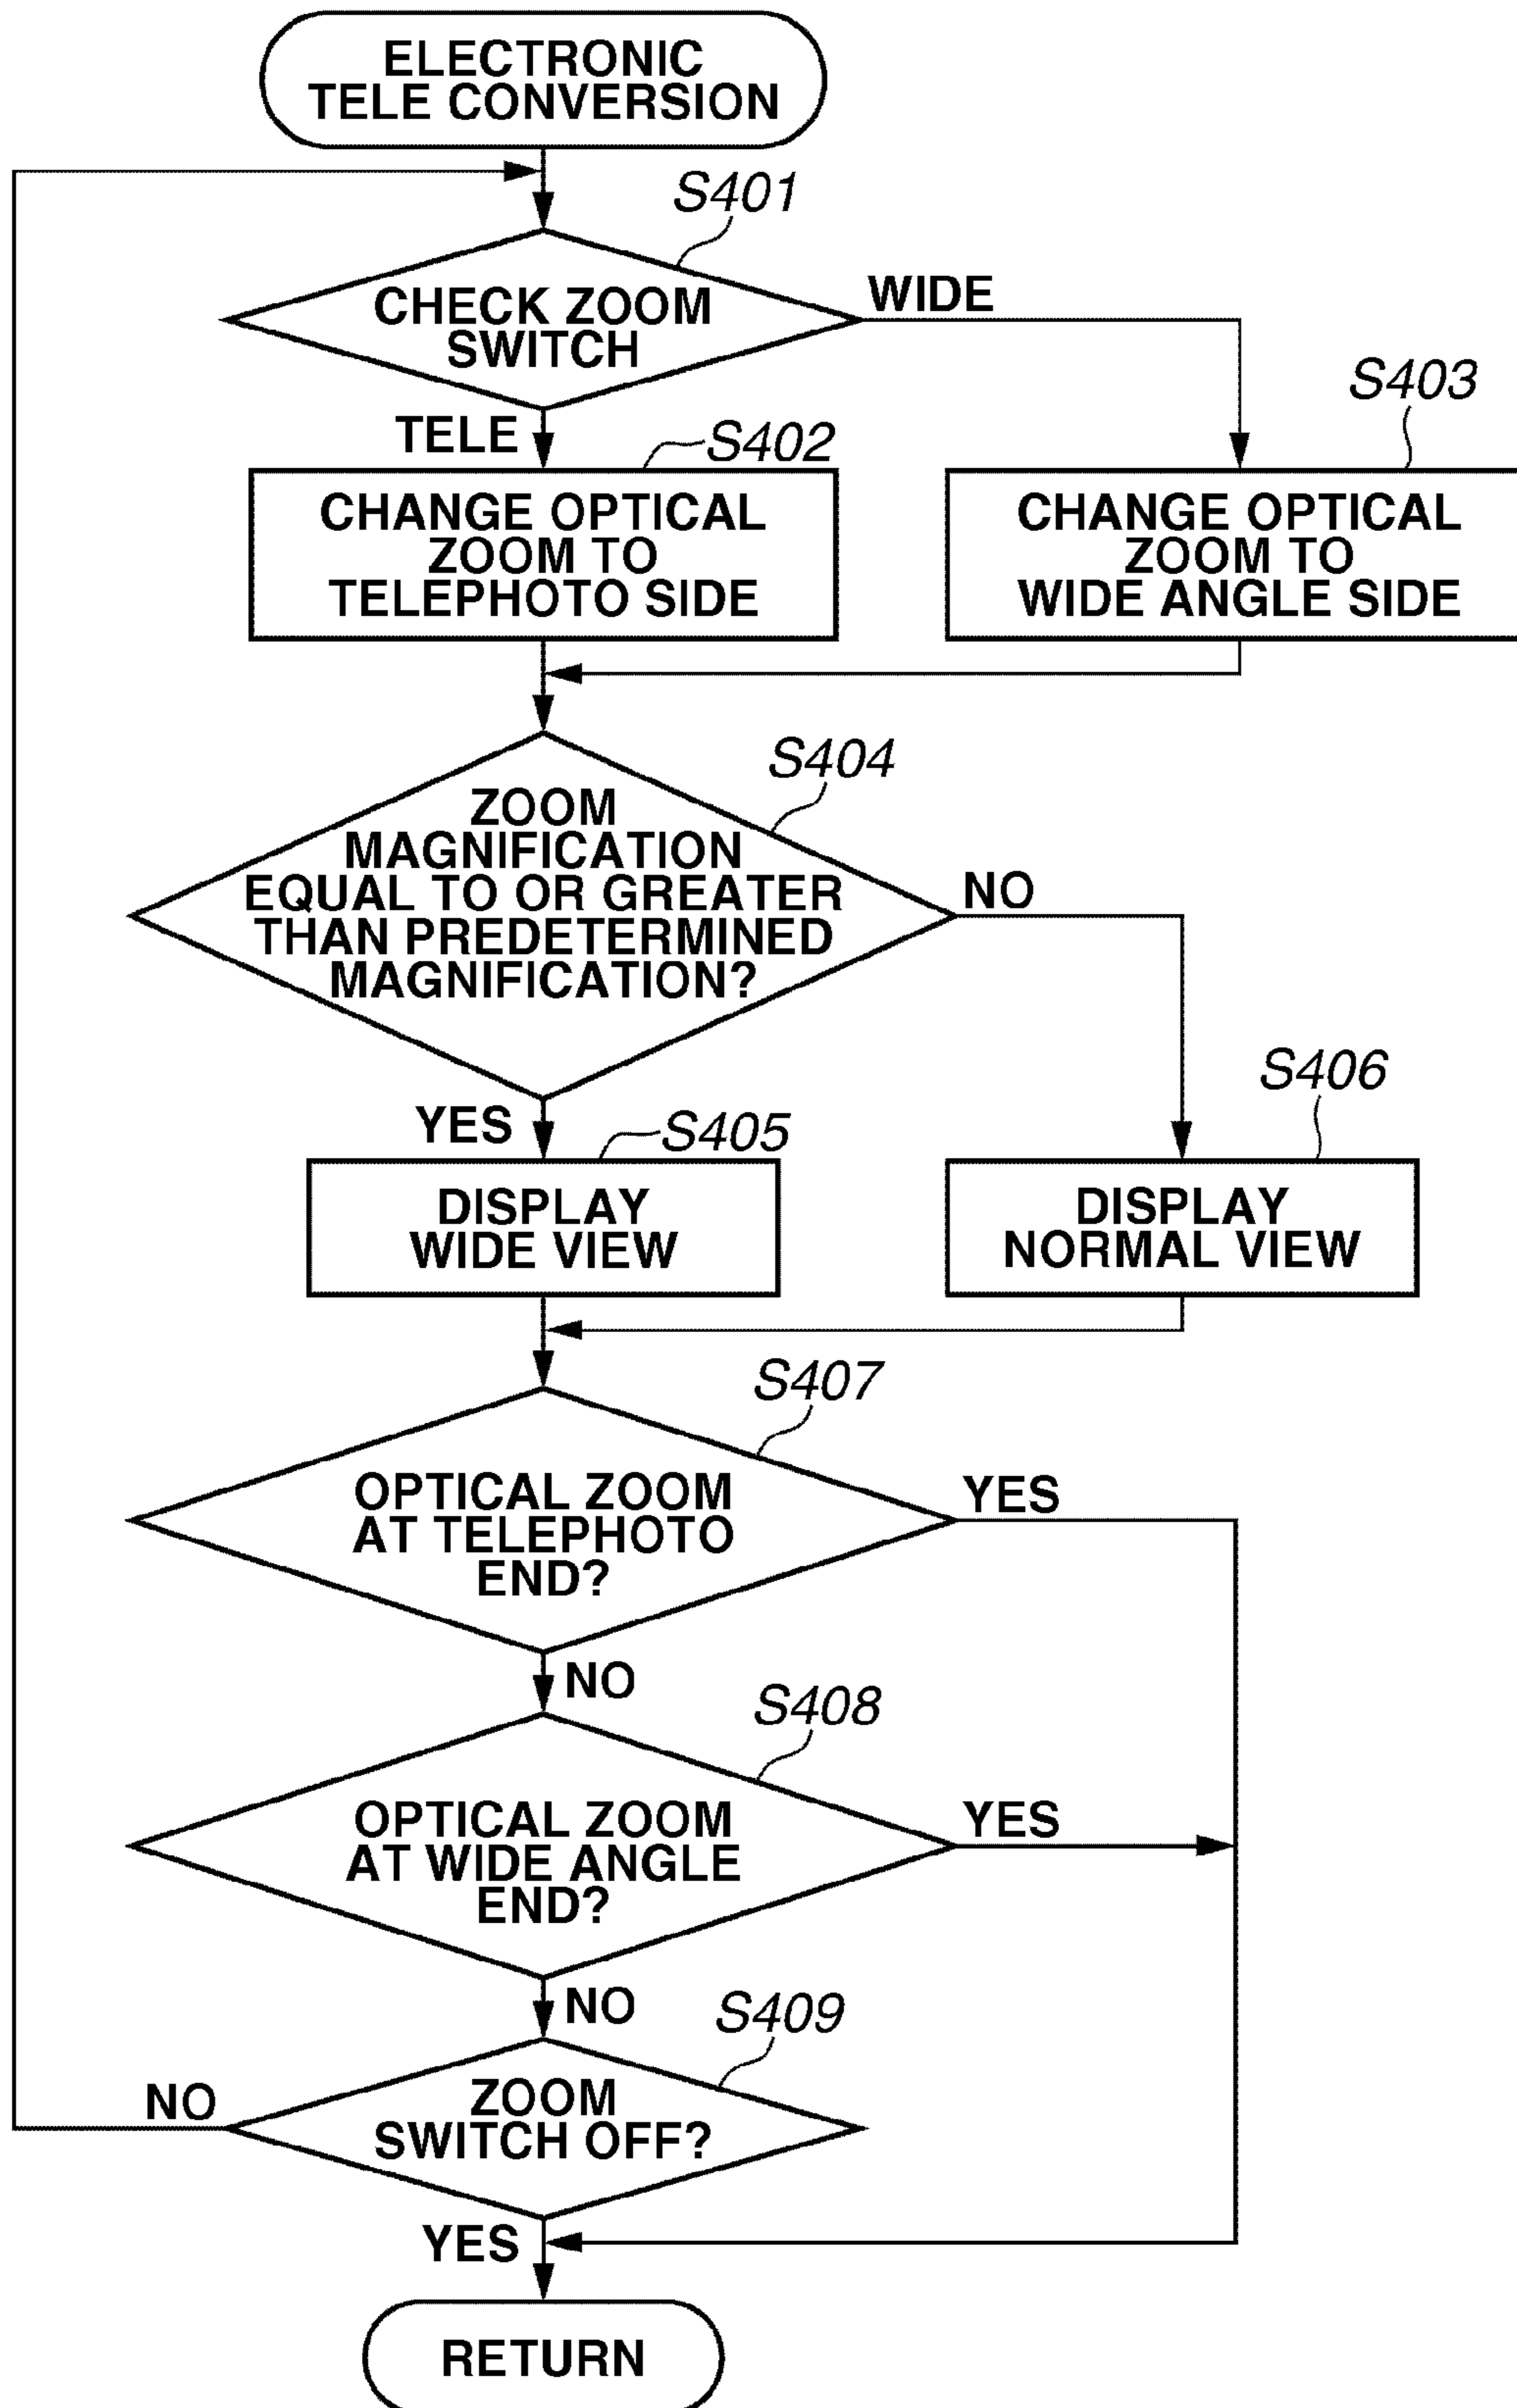 ELECTRONIC
TELE CONVERSION
S401
CHECK ZOOM
SWITCH
WIDE
TELE
S402
S403
CHANGE OPTICAL
ZOOM TO
TELEPHOTO SIDE
CHANGE OPTICAL
ZOOM TO
WIDE ANGLE SIDE
S404
ZOOM
MAGNIFICATION
EQUAL TO OR GREATER
THAN PREDETERMINED
MAGNIFICATION?
NO
YES
S405
S406
DISPLAY
WIDE VIEW
DISPLAY
NORMAL VIEW
S407
OPTICAL ZOOM
AT TELEPHOTO
END?
YES
NO
S408
OPTICAL ZOOM
AT WIDE ANGLE
END?
YES
NO
S409
ZOOM
SWITCH OFF?
NO
YES
RETURN